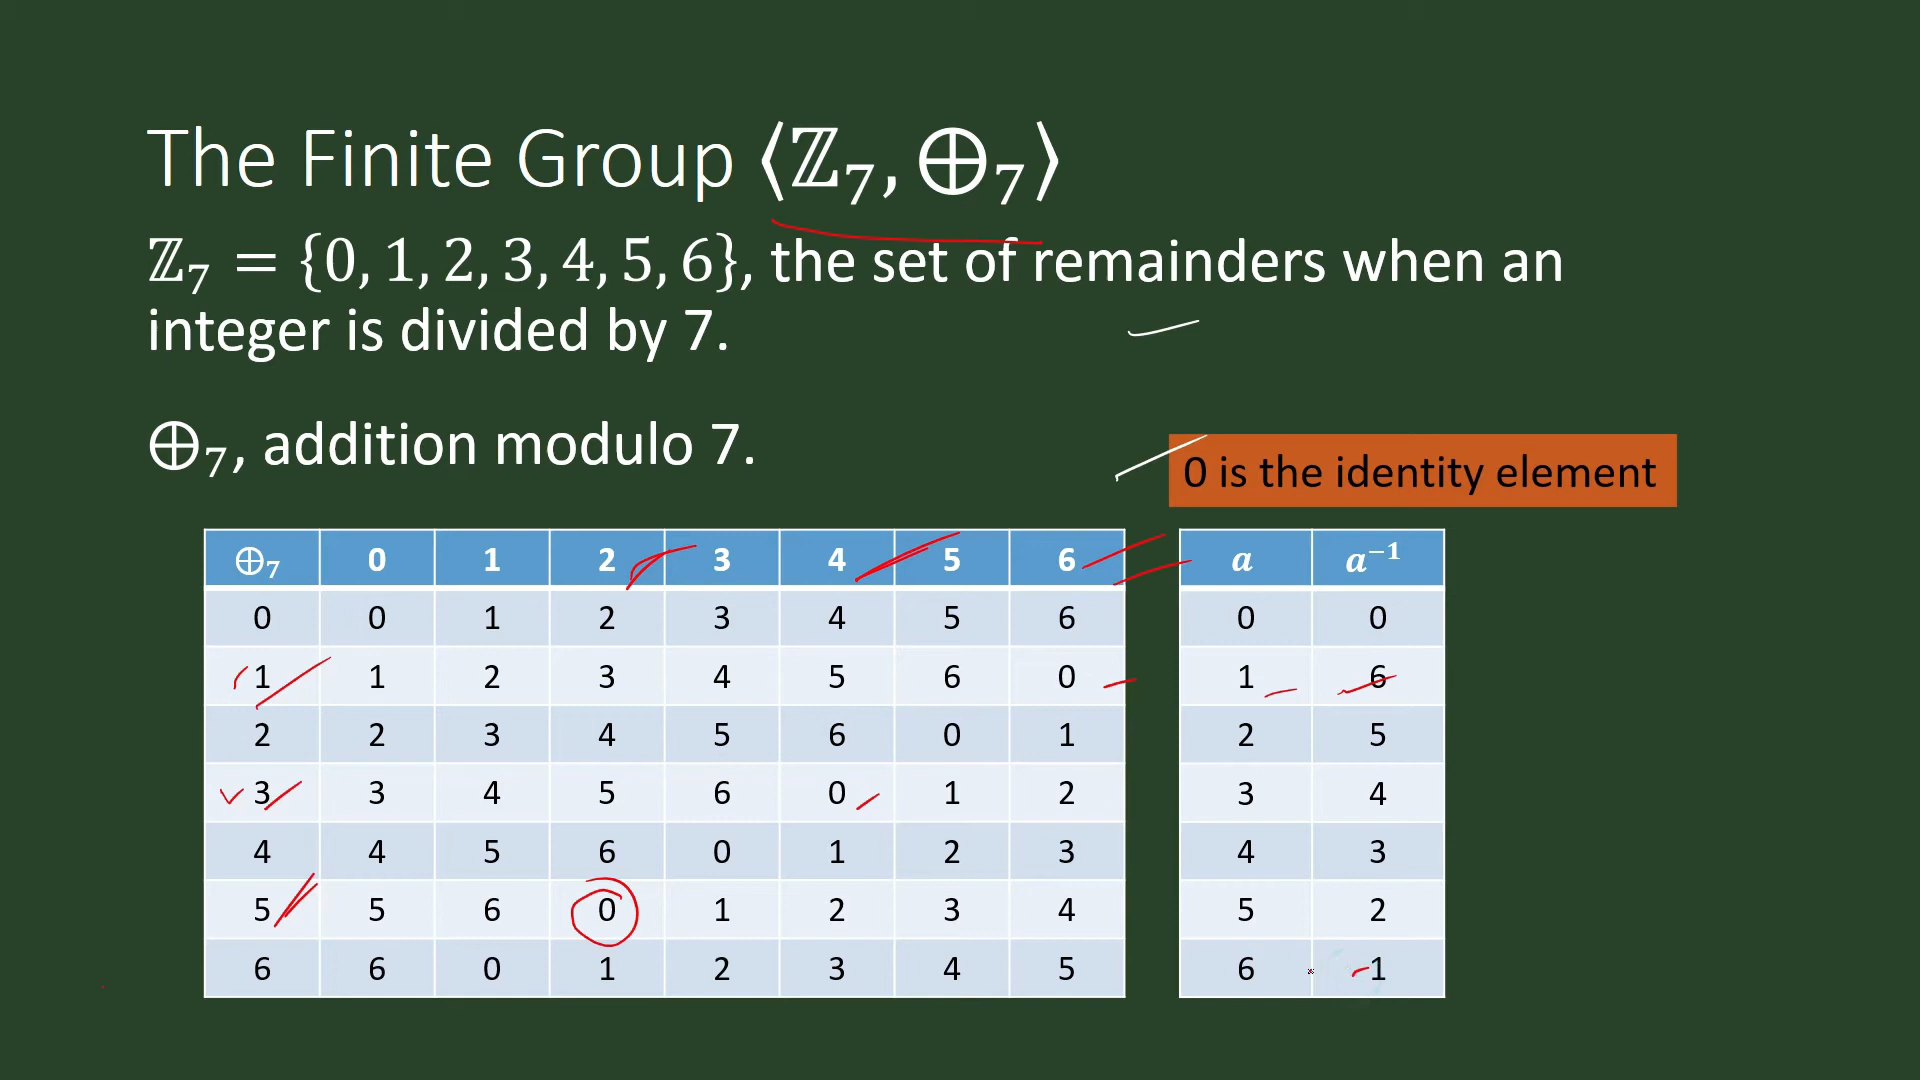 The Finite Group ⟨ℤ₇, ⊕₇⟩
ℤ₇ = {0, 1, 2, 3, 4, 5, 6}, the set of remainders when an
integer is divided by 7.
⊕₇, addition modulo 7.
0 is the identity element
⊕₇ 0 1 2 3 4 5 6
0 0 1 2 3 4 5 6
1 1 2 3 4 5 6 0
2 2 3 4 5 6 0 1
3 3 4 5 6 0 1 2
4 4 5 6 0 1 2 3
5 5 6 0 1 2 3 4
6 6 0 1 2 3 4 5
a a⁻¹
0 0
1 6
2 5
3 4
4 3
5 2
6 1